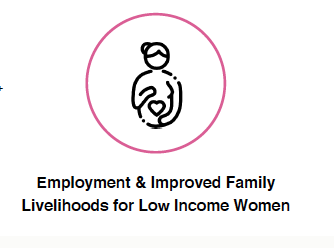 Employment & Improved Family
Livelihoods for Low Income Women